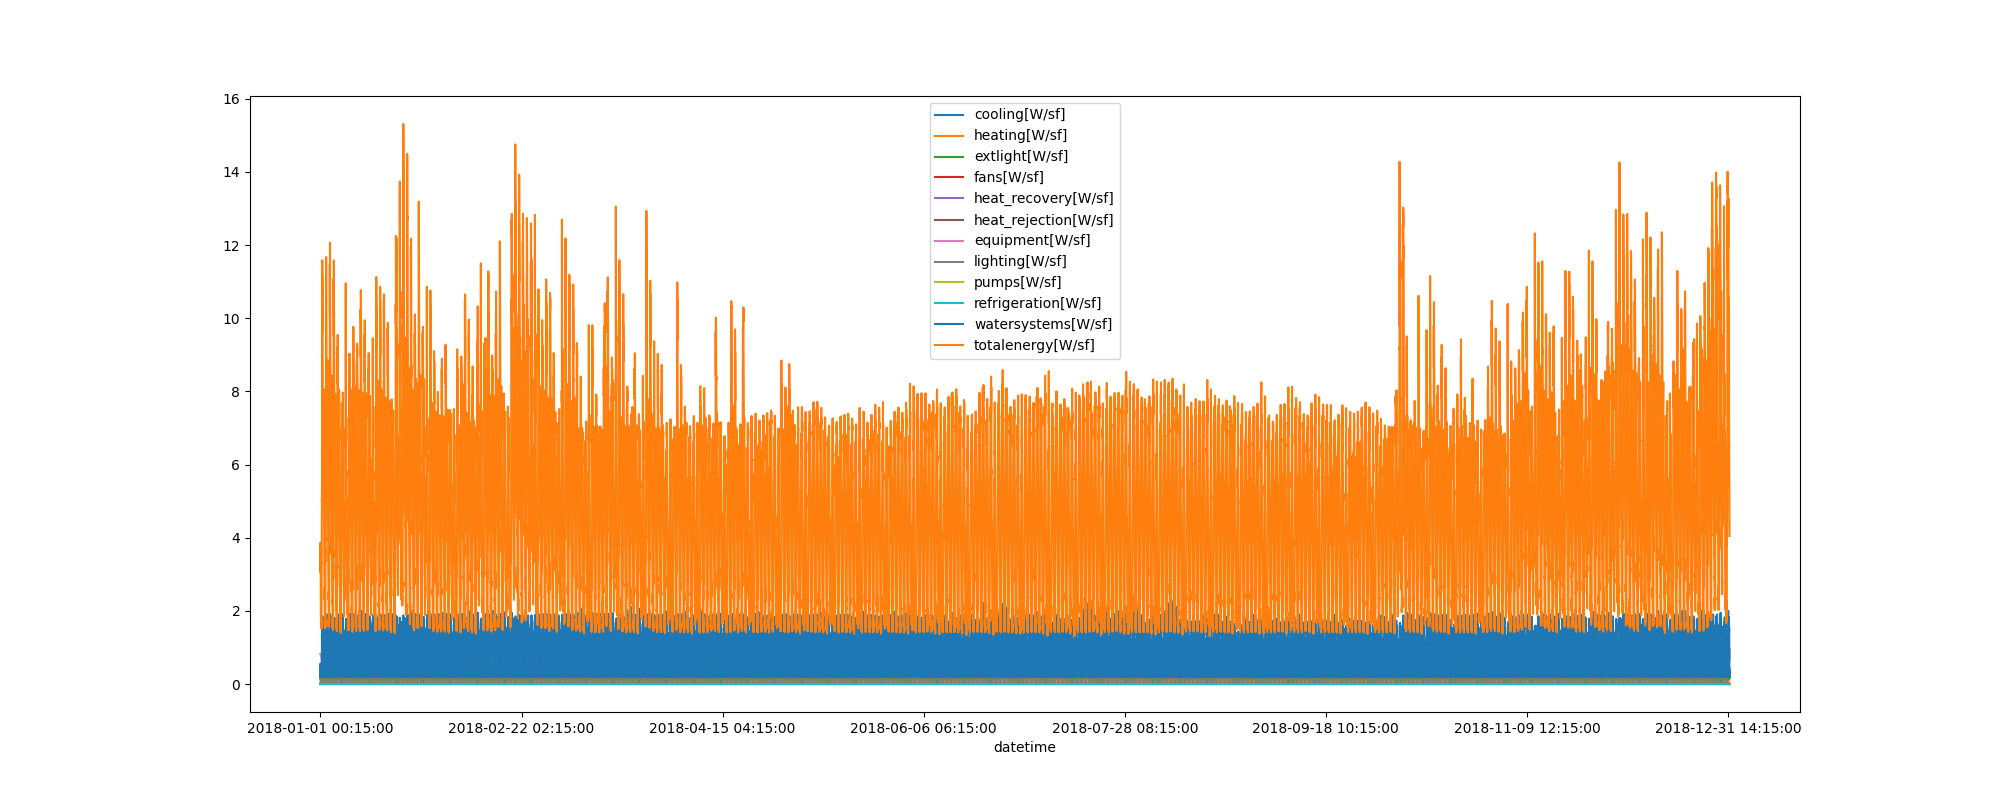 16
14
12
10
8
6
4
2
0
cooling[W/sf]
heating[W/sf]
extlight[W/sf]
fans[W/sf]
heat_recovery[W/sf]
heat_rejection[W/sf]
equipment[W/sf]
lighting[W/sf]
pumps[W/sf]
refrigeration[W/sf]
watersystems[W/sf]
totalenergy[W/sf]
2018-01-01 00:15:00 2018-02-22 02:15:00 2018-04-15 04:15:00 2018-06-06 06:15:00 2018-07-28 08:15:00 2018-09-18 10:15:00 2018-11-09 12:15:00 2018-12-31 14:15:00
datetime